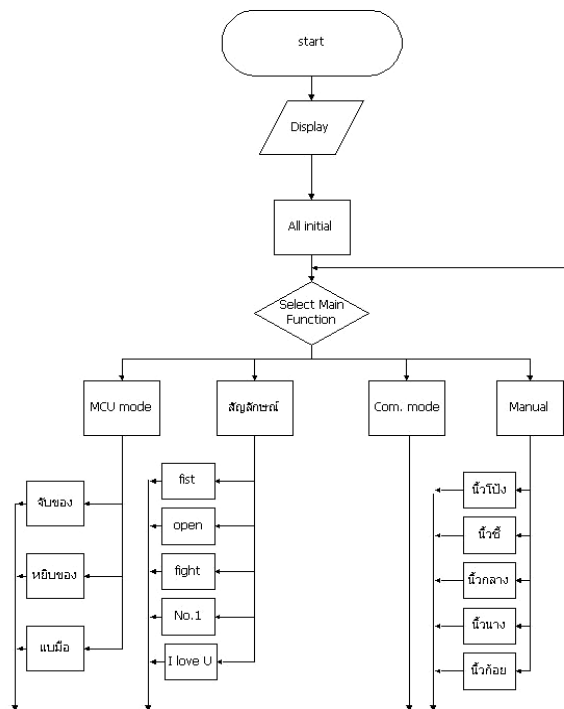 start
Display
All initial
Select Main
Function
MCU mode
สัญลักษณ์
Com. mode
Manual
จับของ
หยิบของ
แบมือ
fist
open
fight
No.1
I love U
นิ้วโป้ง
นิ้วชี้
นิ้วกลาง
นิ้วนาง
นิ้วก้อย